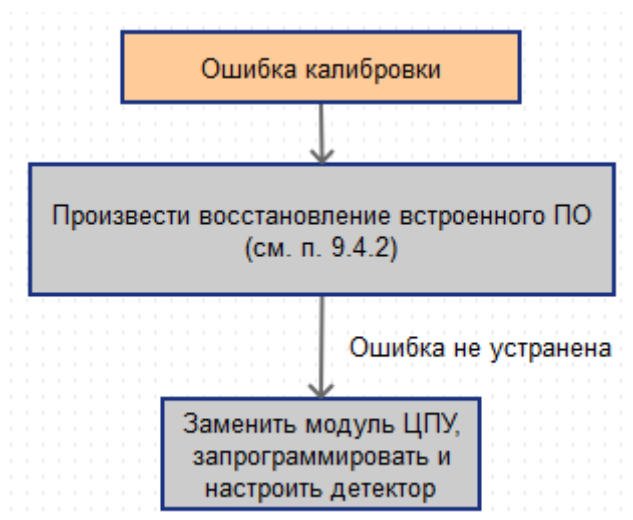 Ошибка калибровки
Произвести восстановление встроенного ПО
(см. п. 9.4.2)
Ошибка не устранена
Заменить модуль ЦПУ,
запрограммировать и
настроить детектор